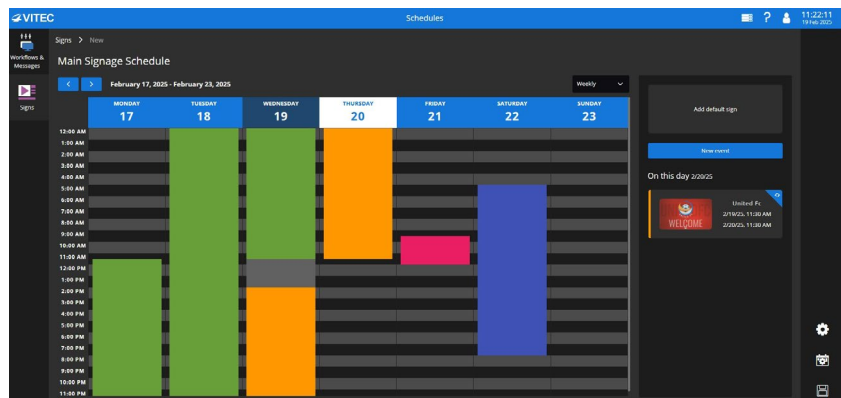 VITEC
Schedules
?
11:22:11
19 Feb 2025
Workflows &
Messages
Signs
Signs > New
Main Signage Schedule
< > February 17, 2025 - February 23, 2025
Weekly
MONDAY TUESDAY WEDNESDAY THURSDAY FRIDAY SATURDAY SUNDAY
17 18 19 20 21 22 23
12:00 AM
1:00 AM
2:00 AM
3:00 AM
4:00 AM
5:00 AM
6:00 AM
7:00 AM
8:00 AM
9:00 AM
10:00 AM
11:00 AM
12:00 PM
1:00 PM
2:00 PM
3:00 PM
4:00 PM
5:00 PM
6:00 PM
7:00 PM
8:00 PM
9:00 PM
10:00 PM
11:00 PM
Add default sign
New event
On this day 2/20/25
WELCOME
United Fc
2/19/25, 11:30 AM
2/20/25, 11:30 AM